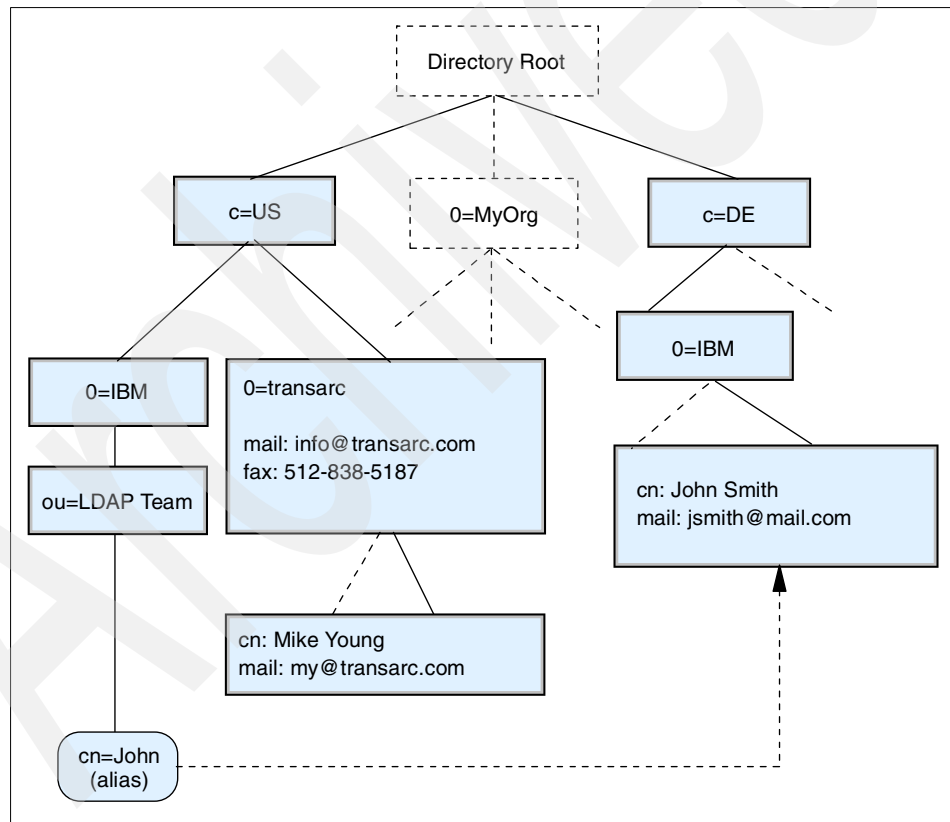 Directory Root
c=US
0=MyOrg
c=DE
0=IBM
0=IBM
0=transarc
mail: info@transarc.com
fax: 512-838-5187
ou=LDAP Team
cn: John Smith
mail: jsmith@mail.com
cn: Mike Young
mail: my@transarc.com
cn=John
(alias)
Archived